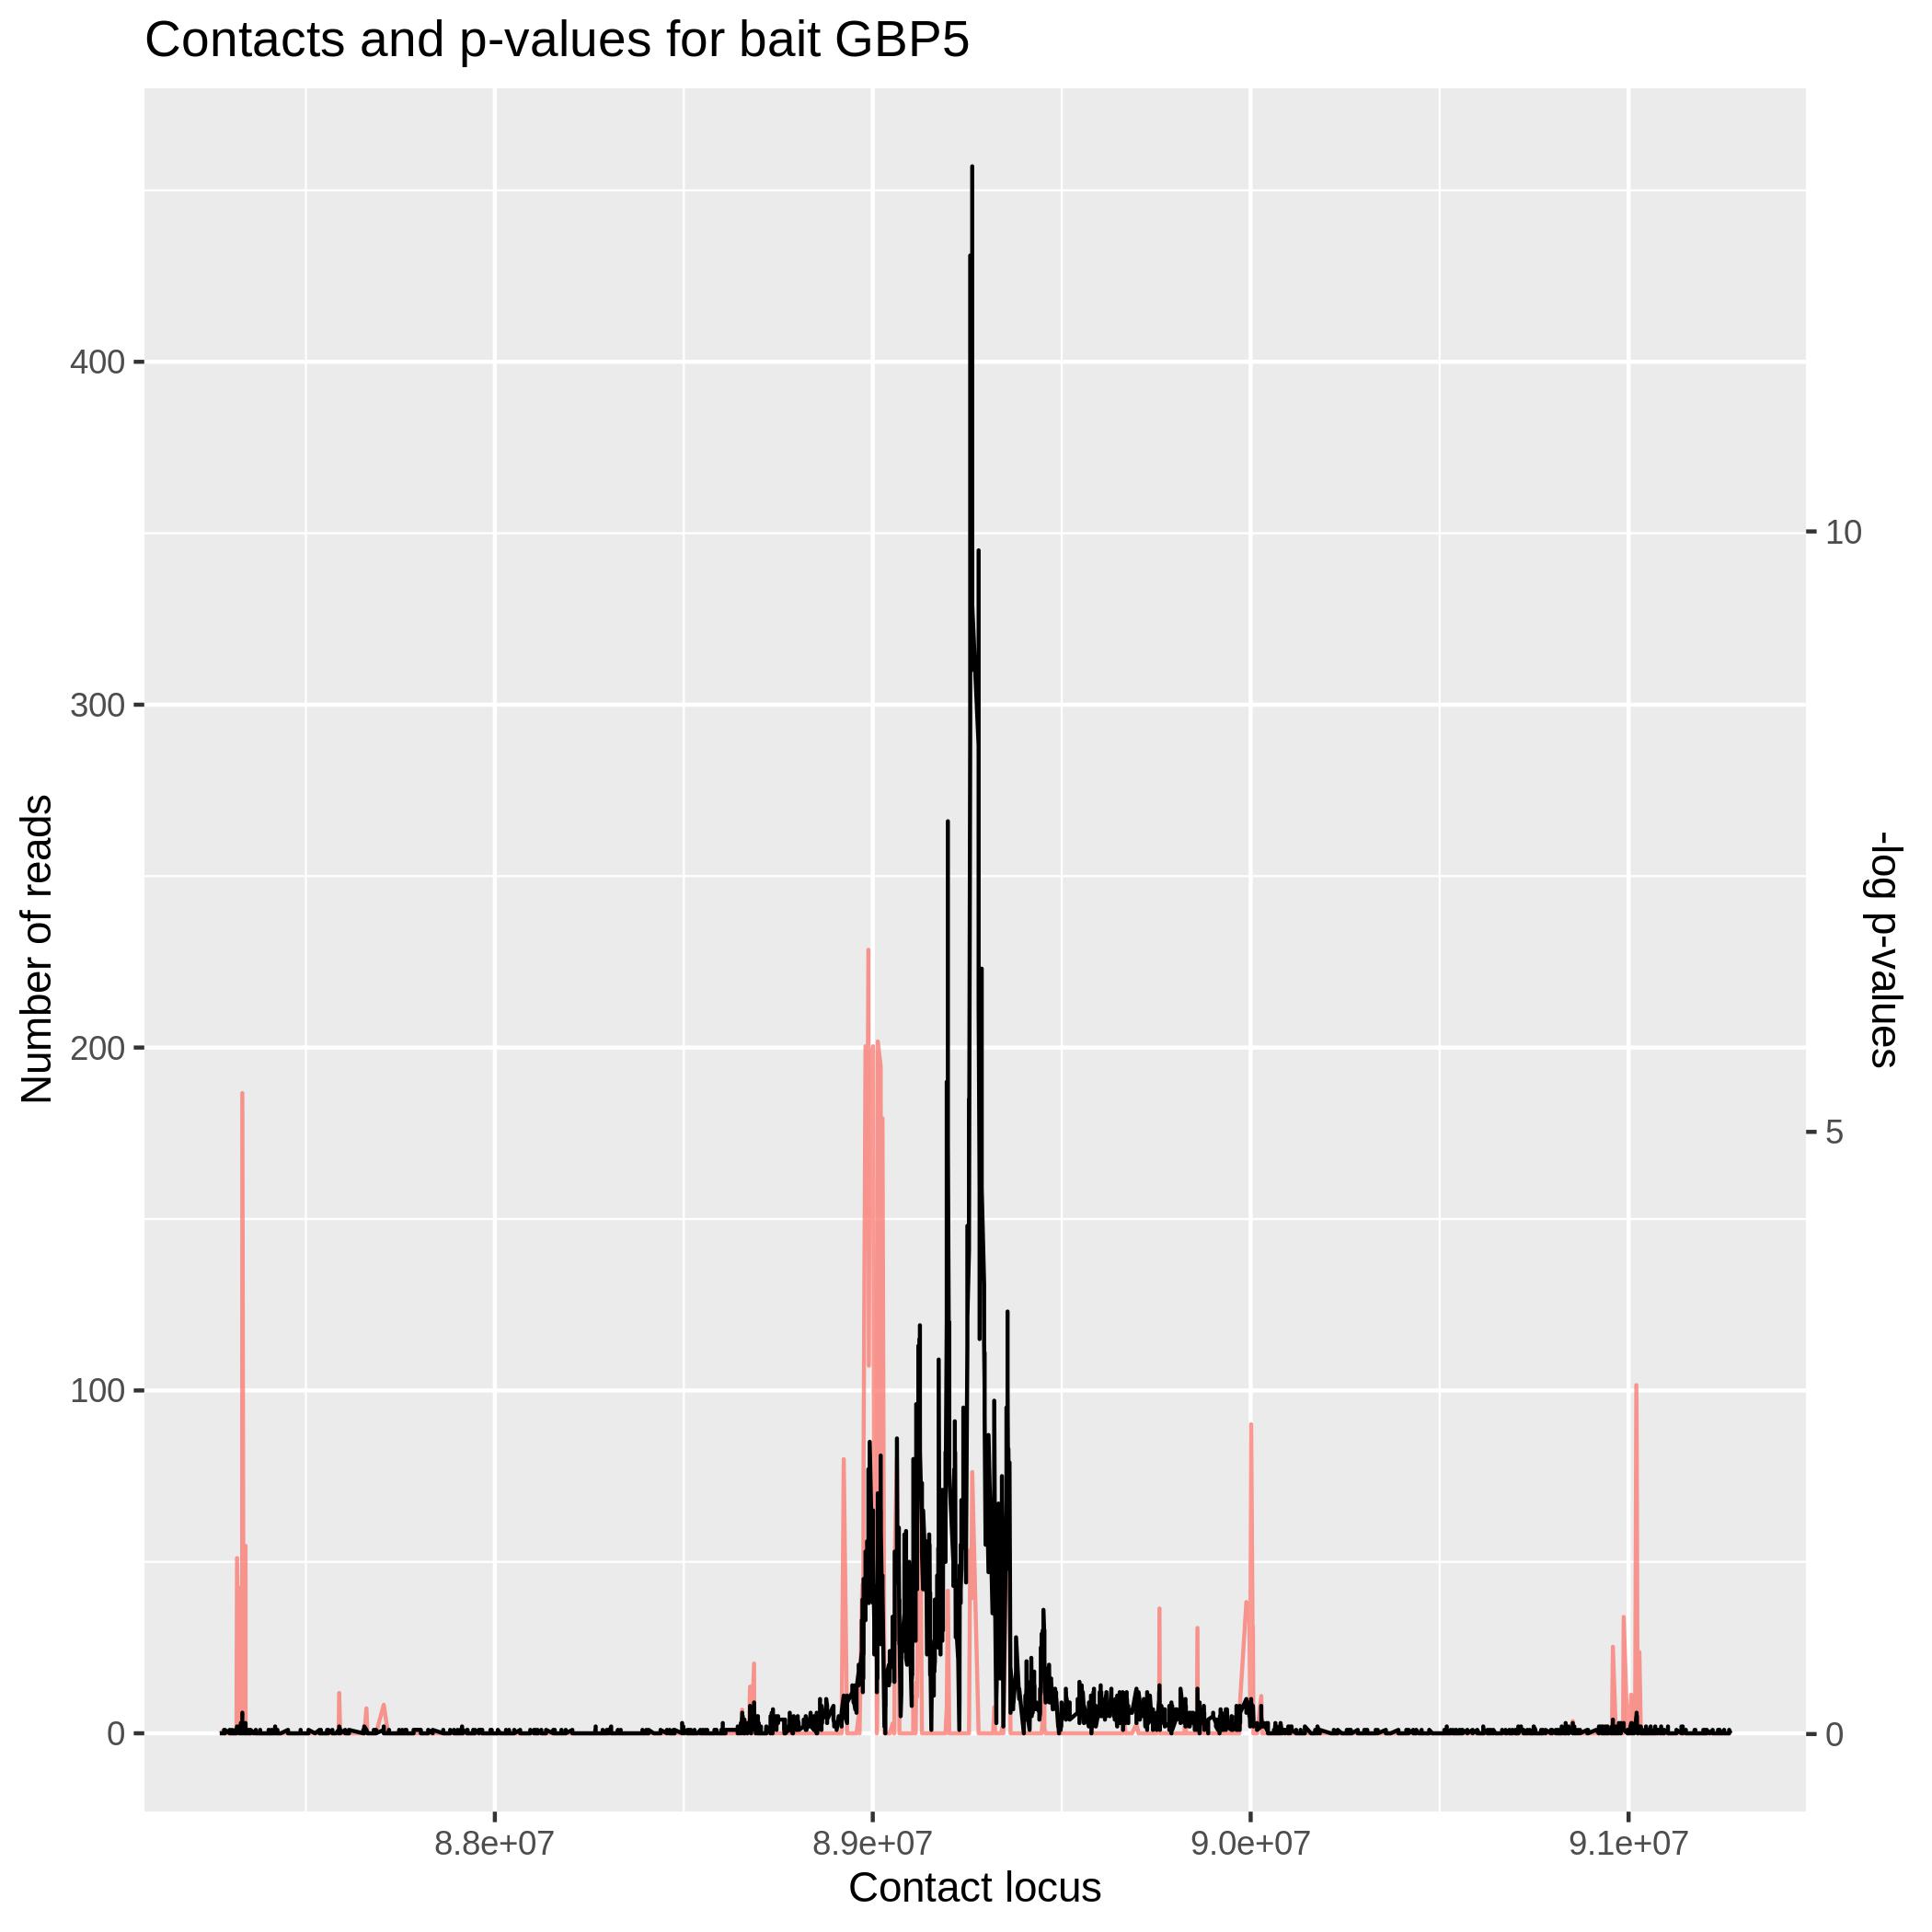 Contacts and p-values for bait GBP5
Number of reads
400
300
200
100
0
10
5
0
-log p-values
8.8e+07
8.9e+07
9.0e+07
9.1e+07
Contact locus